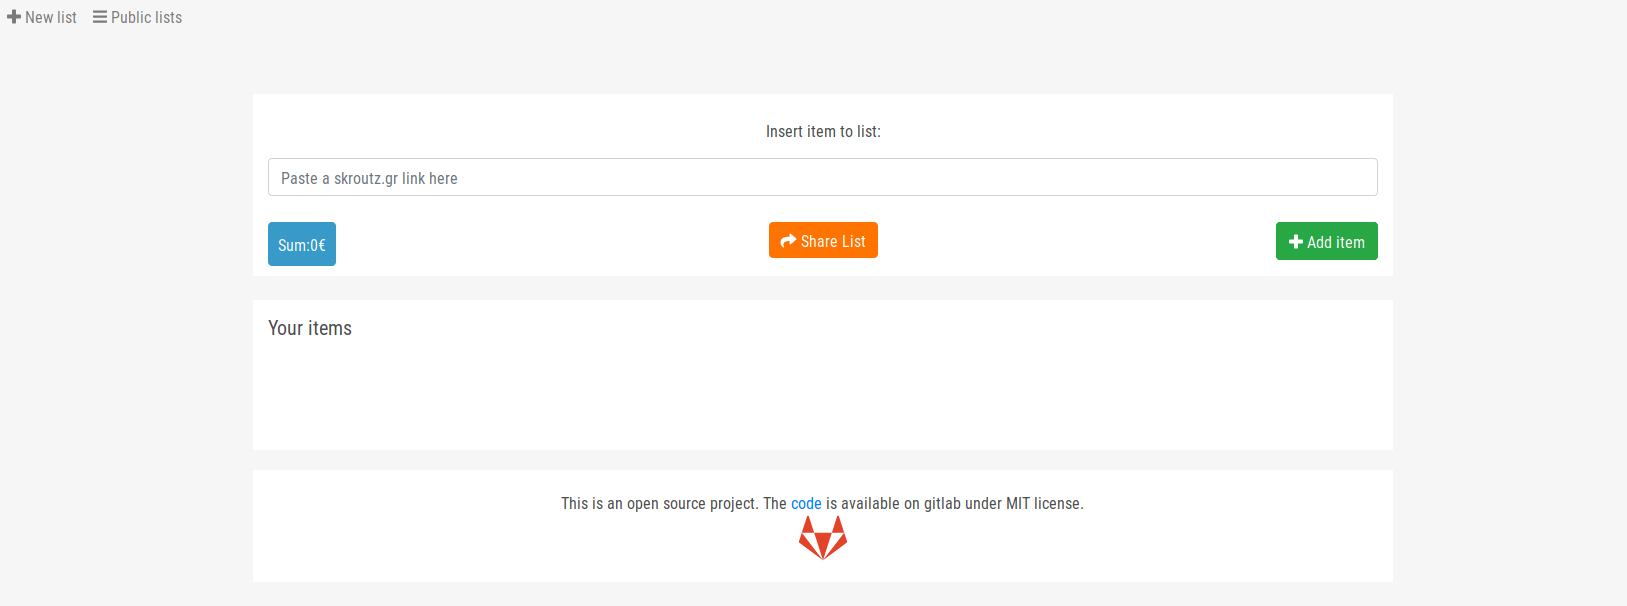 New list Public lists
Insert item to list:
Paste a skroutz.gr link here
Sum:0€ Share List Add item
Your items
This is an open source project. The code is available on gitlab under MIT license.